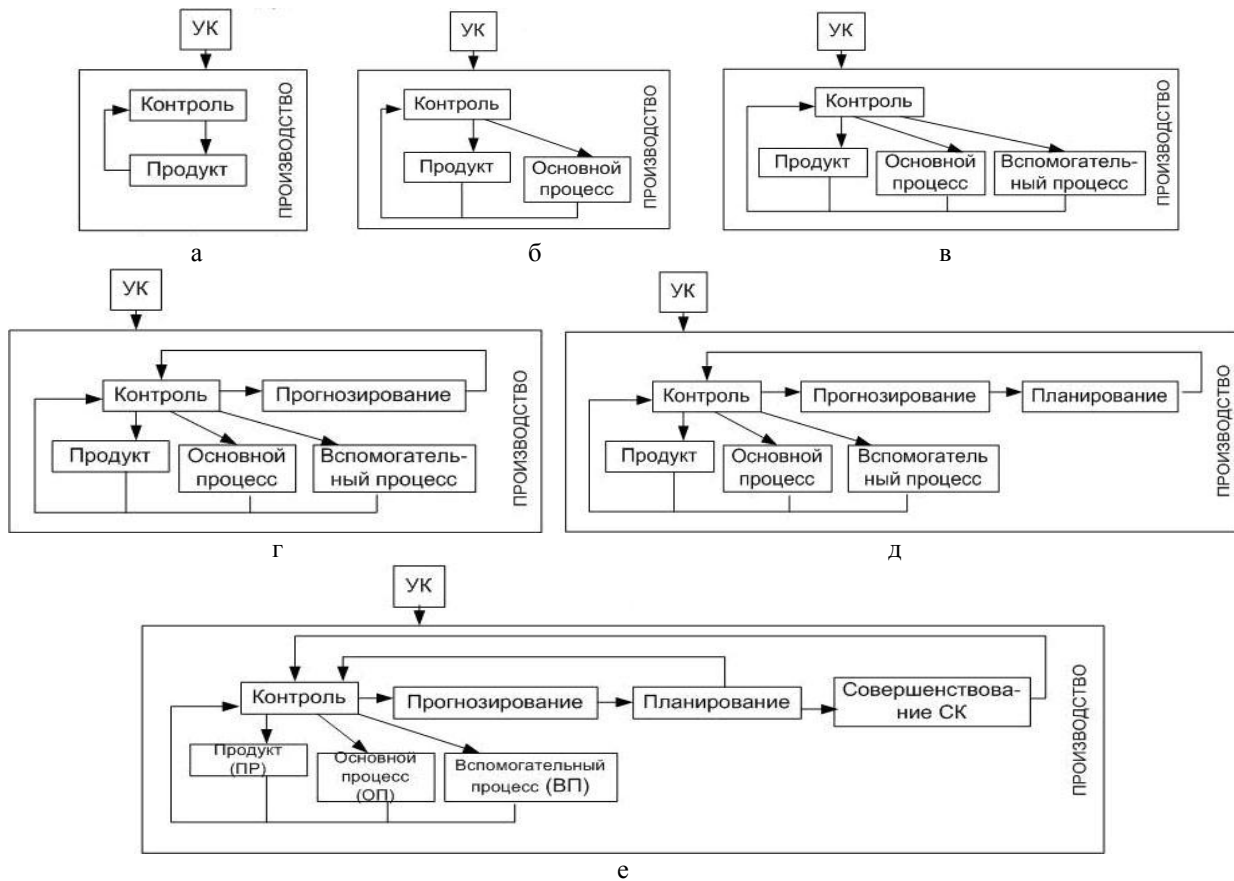 УК
Контроль
Продукт
ПРОИЗВОДСТВО
а
УК
Контроль
Продукт
Основной
процесс
ПРОИЗВОДСТВО
б
УК
Контроль
Продукт
Основной
процесс
Вспомогатель-
ный процесс
ПРОИЗВОДСТВО
в
УК
Контроль
Прогнозирование
Продукт
Основной
процесс
Вспомогатель-
ный процесс
ПРОИЗВОДСТВО
г
УК
Контроль
Прогнозирование
Планирование
Продукт
Основной
процесс
Вспомогатель
ный процесс
ПРОИЗВОДСТВО
д
УК
Контроль
Прогнозирование
Планирование
Совершенствова-
ние СК
Продукт
(ПР)
Основной
процесс
(ОП)
Вспомогательный
процесс (ВП)
ПРОИЗВОДСТВО
е